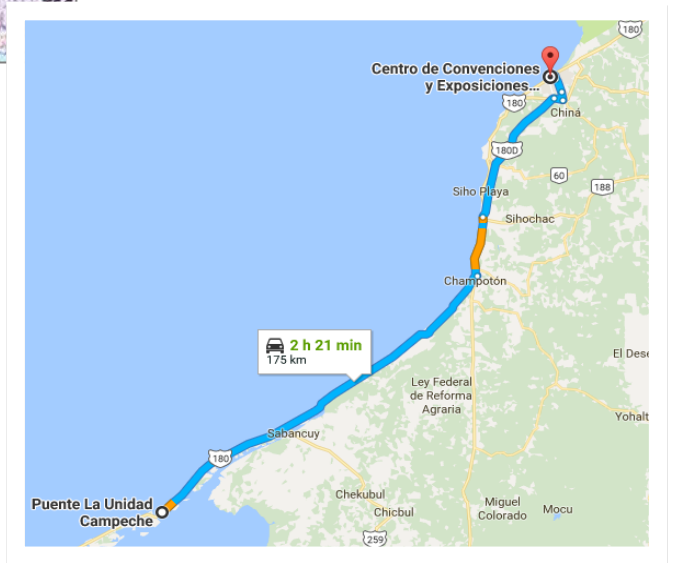 180
Centro de Convenciones
y Exposiciones...
180
Chiná
180D
60
188
Siho Playa
Sihochac
Champotón
2 h 21 min
175 km
El Dese
Ley Federal
de Reforma
Agraria
Yohalt
Sabancuy
180
Puente La Unidad
Campeche
Chekubul
Chicbul
Miguel
Colorado
Mocu
259